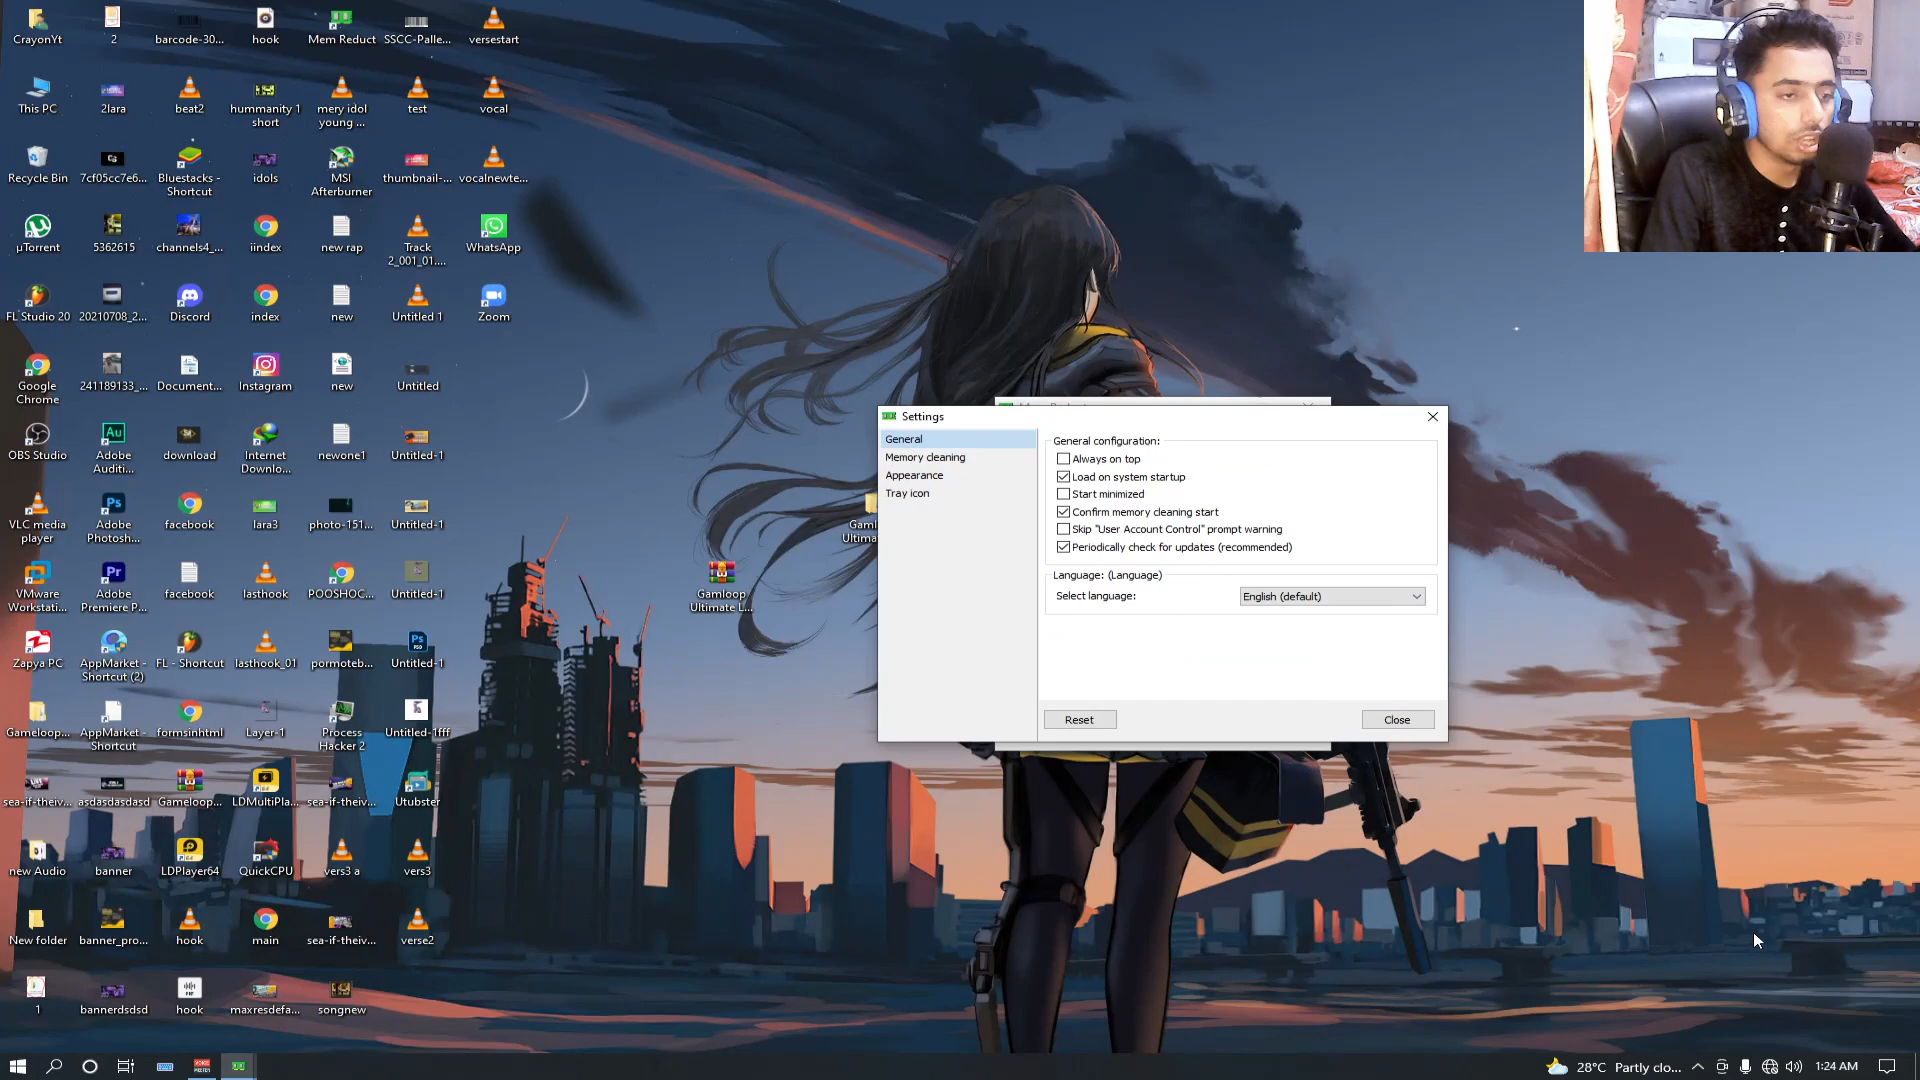 CrayonYt
2
barcode-30...
hook
Mem Reduct
SSCC-Palle...
versestart
This PC
2lara
beat2
hummanity 1
short
mery idol
young ...
test
vocal
Recycle Bin
7cf05cc7e6...
Bluestacks -
Shortcut
idols
MSI
Afterburner
thumbnail-...
vocalnewte...
µTorrent
5362615
channels4_...
iindex
new rap
Track
2_001_01....
WhatsApp
FL Studio 20
20210708_2...
Discord
index
new
Untitled 1
Zoom
Google
Chrome
241189133_...
Document...
Instagram
new
Untitled
OBS Studio
Adobe
Auditi...
download
Internet
Downlo...
newone1
Untitled-1
VLC media
player
Adobe
Photosh...
facebook
lara3
photo-151...
Untitled-1
VMware
Workstati...
Adobe
Premiere P...
facebook
lasthook
POOSHOC...
Untitled-1
Zapya PC
AppMarket -
Shortcut (2)
FL - Shortcut
lasthook_01
pormoteb...
Untitled-1
Gameloop...
AppMarket -
Shortcut
formsinhtml
Layer-1
Process
Hacker 2
Untitled-1fff
sea-if-theiv...
asdasdasdasd
Gameloop...
LDMultiPla...
sea-if-theiv...
Utubster
new Audio
banner
LDPlayer64
QuickCPU
vers3 a
vers3
New folder
banner_pro...
hook
main
sea-if-theiv...
verse2
1
bannerdsdsd
hook
maxresdefa...
songnew
Gamloop
Ultimate L...
Settings
General
Memory cleaning
Appearance
Tray icon
General configuration:
Always on top
Load on system startup
Start minimized
Confirm memory cleaning start
Skip "User Account Control" prompt warning
Periodically check for updates (recommended)
Language: (Language)
Select language:
English (default)
Reset
Close
28°C Partly clo...
1:24 AM